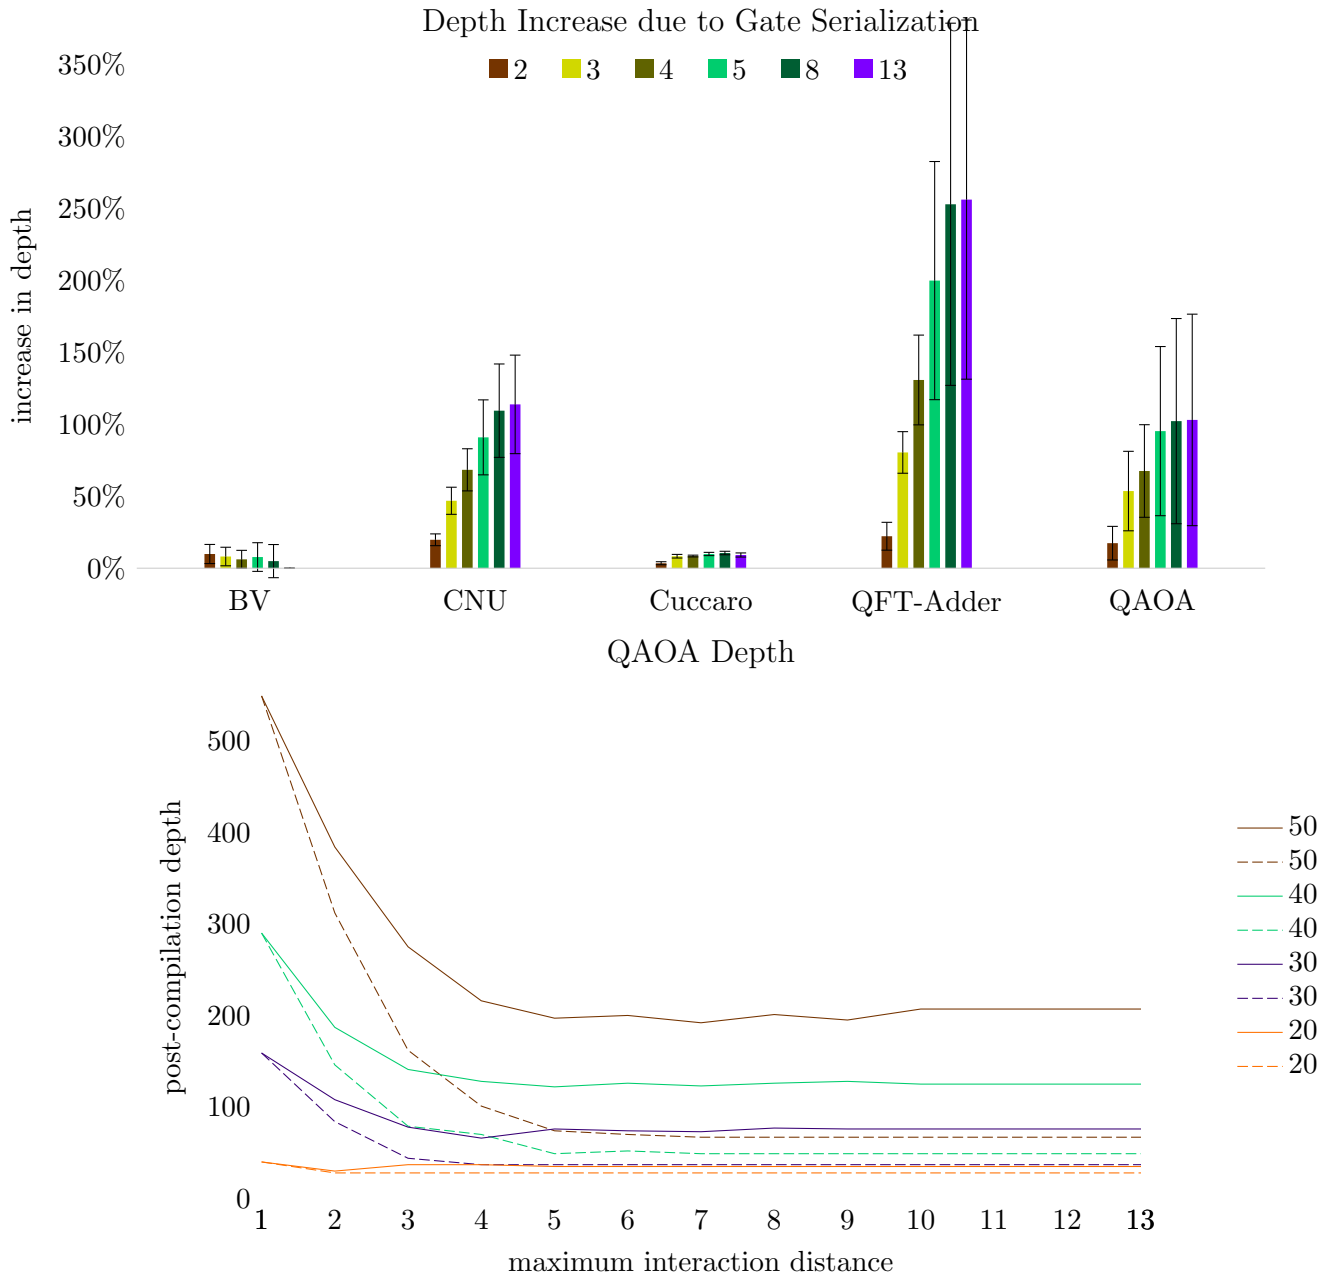 Depth Increase due to Gate Serialization
2 3 4 5 8 13
350%
300%
250%
200%
150%
100%
50%
0%
increase in depth
BV CNU Cuccaro QFT-Adder QAOA
QAOA Depth
500
400
300
200
100
0
post-compilation depth
1 2 3 4 5 6 7 8 9 10 11 12 13
maximum interaction distance
50
50
40
40
30
30
20
20